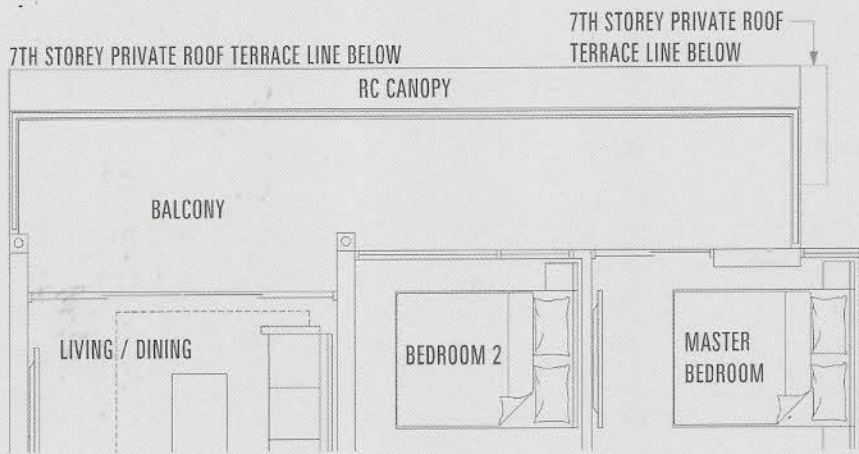 7TH STOREY PRIVATE ROOF TERRACE LINE BELOW
7TH STOREY PRIVATE ROOF
TERRACE LINE BELOW
RC CANOPY
BALCONY
LIVING / DINING
BEDROOM 2
MASTER
BEDROOM